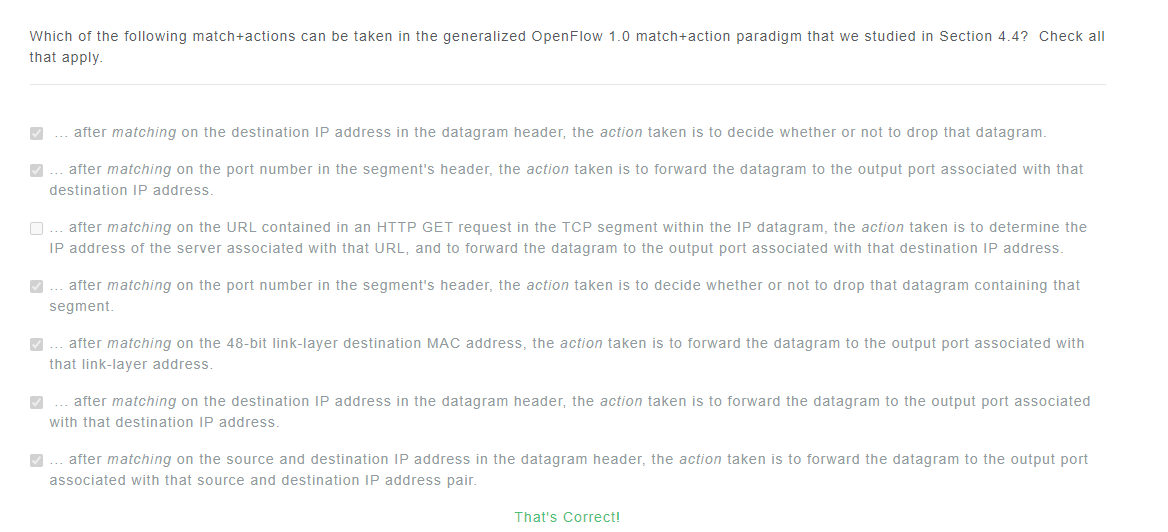 Which of the following match+actions can be taken in the generalized OpenFlow 1.0 match+action paradigm that we studied in Section 4.4?  Check all
that apply.
... after matching on the destination IP address in the datagram header, the action taken is to decide whether or not to drop that datagram.
... after matching on the port number in the segment's header, the action taken is to forward the datagram to the output port associated with that
destination IP address.
... after matching on the URL contained in an HTTP GET request in the TCP segment within the IP datagram, the action taken is to determine the
IP address of the server associated with that URL, and to forward the datagram to the output port associated with that destination IP address.
... after matching on the port number in the segment's header, the action taken is to decide whether or not to drop that datagram containing that
segment.
... after matching on the 48-bit link-layer destination MAC address, the action taken is to forward the datagram to the output port associated with
that link-layer address.
... after matching on the destination IP address in the datagram header, the action taken is to forward the datagram to the output port associated
with that destination IP address.
... after matching on the source and destination IP address in the datagram header, the action taken is to forward the datagram to the output port
associated with that source and destination IP address pair.
That's Correct!